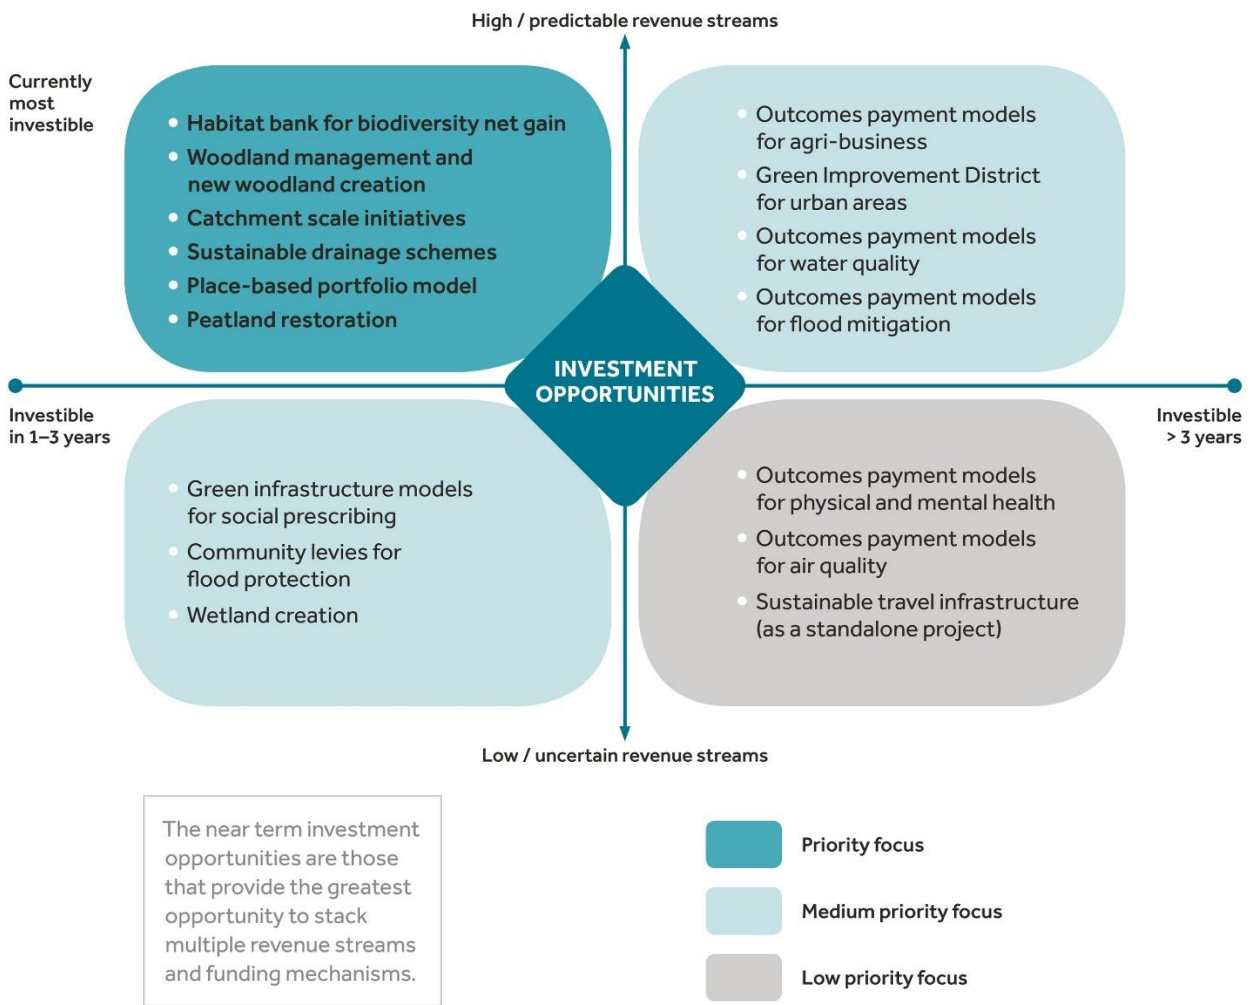 High / predictable revenue streams
Currently
most
investible
• Habitat bank for biodiversity net gain
• Woodland management and
new woodland creation
• Catchment scale initiatives
• Sustainable drainage schemes
• Place-based portfolio model
• Peatland restoration
• Outcomes payment models
for agri-business
• Green Improvement District
for urban areas
• Outcomes payment models
for water quality
• Outcomes payment models
for flood mitigation
INVESTMENT
OPPORTUNITIES
Investible
in 1–3 years
Investible
> 3 years
• Green infrastructure models
for social prescribing
• Community levies for
flood protection
• Wetland creation
• Outcomes payment models
for physical and mental health
• Outcomes payment models
for air quality
• Sustainable travel infrastructure
(as a standalone project)
Low / uncertain revenue streams
The near term investment
opportunities are those
that provide the greatest
opportunity to stack
multiple revenue streams
and funding mechanisms.
Priority focus
Medium priority focus
Low priority focus